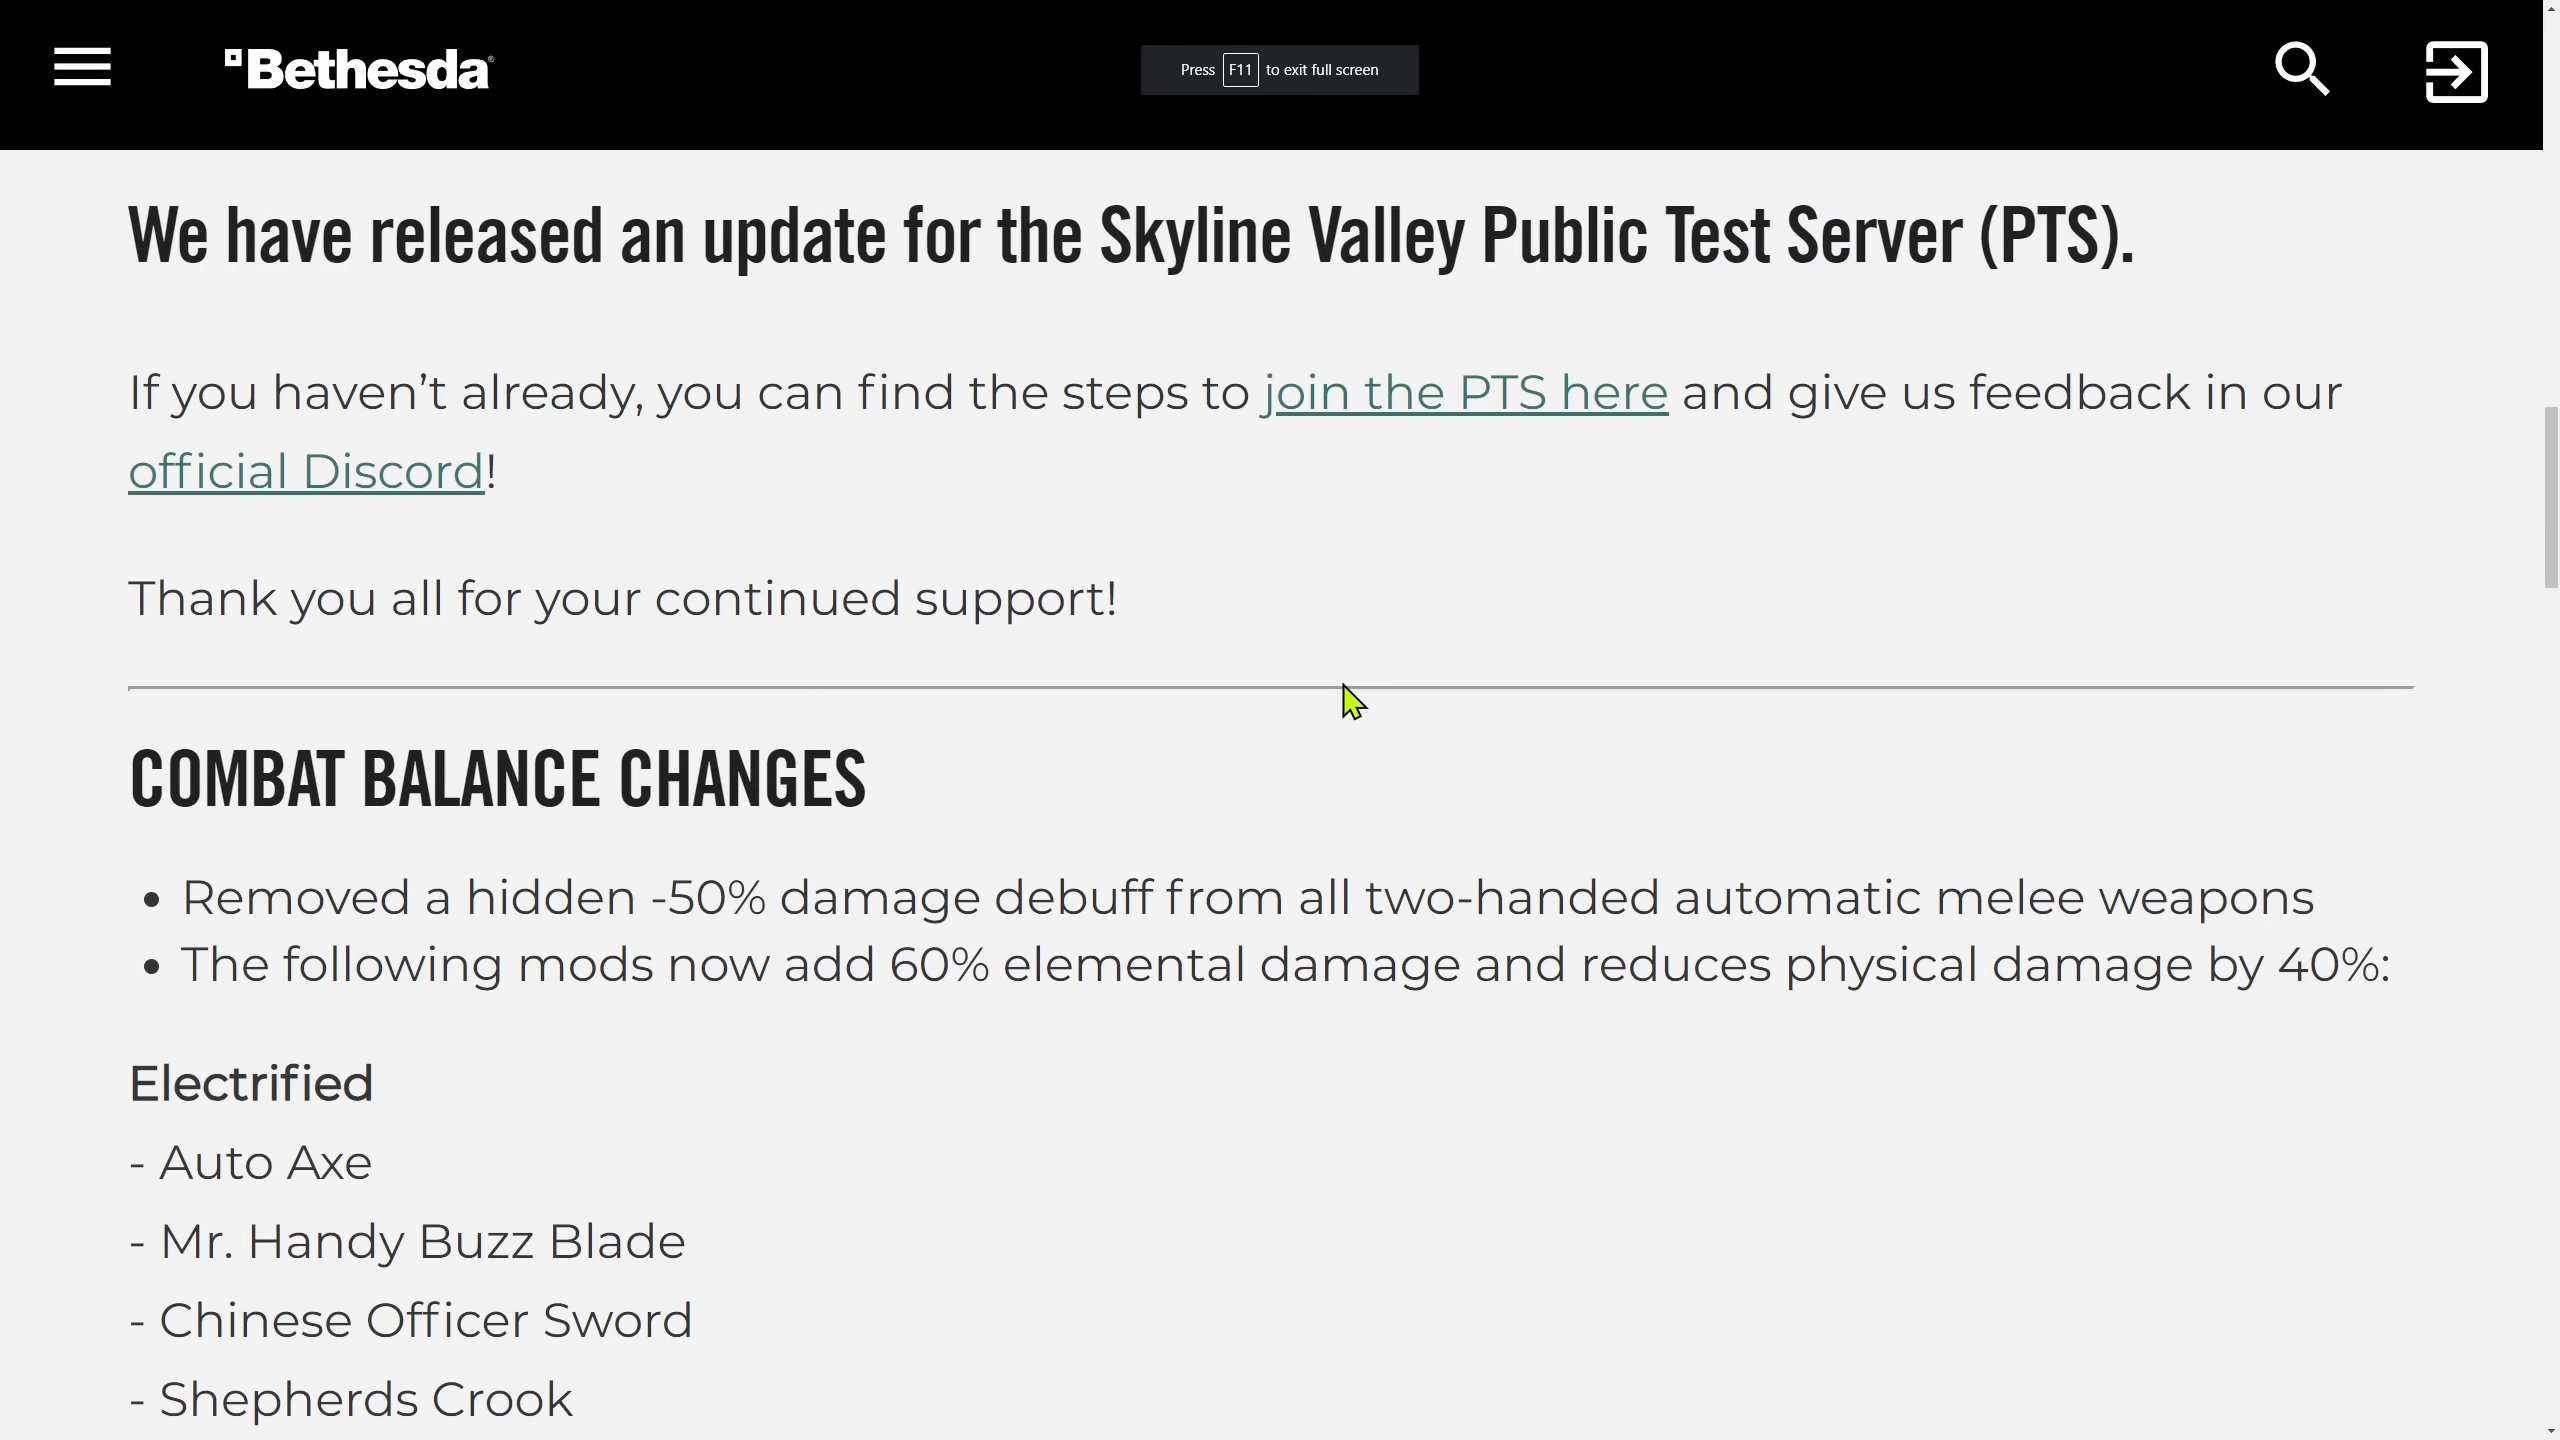 Bethesda
Press F11 to exit full screen
We have released an update for the Skyline Valley Public Test Server (PTS).
If you haven’t already, you can find the steps to join the PTS here and give us feedback in our
official Discord!
Thank you all for your continued support!
COMBAT BALANCE CHANGES
• Removed a hidden -50% damage debuff from all two-handed automatic melee weapons
• The following mods now add 60% elemental damage and reduces physical damage by 40%:
Electrified
- Auto Axe
- Mr. Handy Buzz Blade
- Chinese Officer Sword
- Shepherds Crook